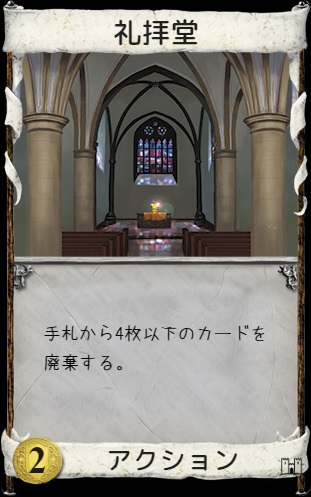 礼拝堂
手札から4枚以下のカードを
廃棄する。
2
アクション